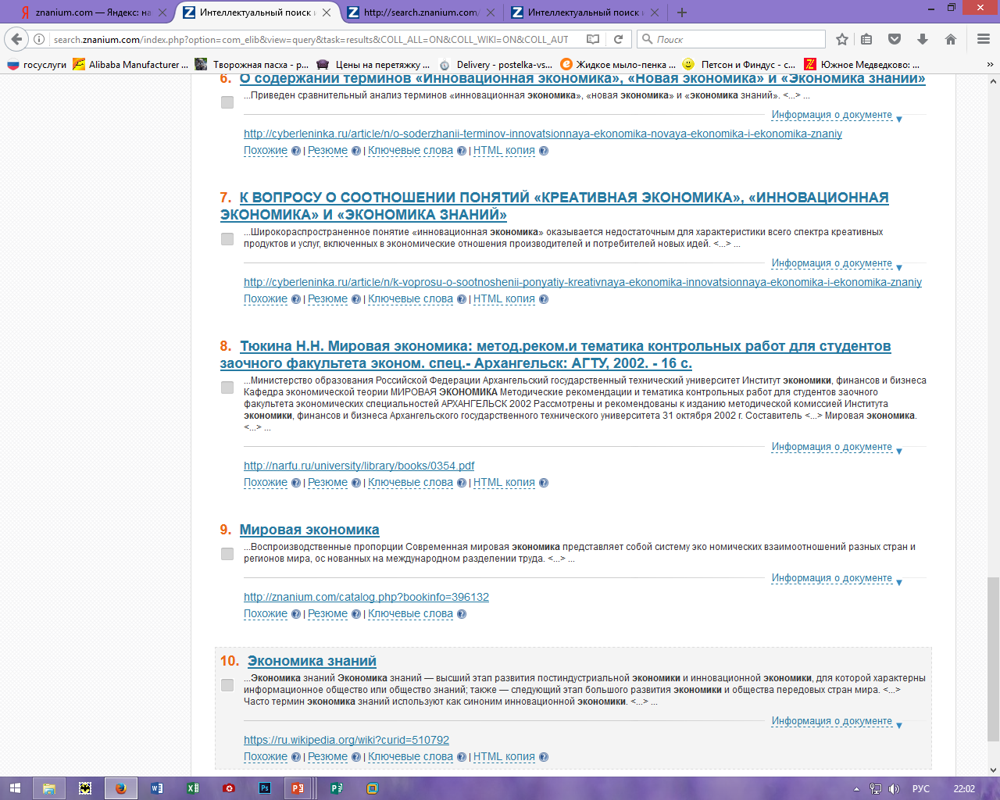 znanium.com — Яндекс: на
Интеллектуальный поиск
http://search.znanium.com/
Интеллектуальный поиск
search.znanium.com/index.php?option=com_elib&view=query&task=results&COLL_ALL=ON&COLL_WIKI=ON&COLL_AUT
Поиск
госуслуги
Alibaba Manufacturer ...
Творожная пасха - р...
Цены на перетяжку ...
Delivery - postelka-vs...
Жидкое мыло-пенка ...
Петсон и Финдус - с...
Южное Медведково: ...
6. О содержании терминов «Инновационная экономика», «Новая экономика» и «Экономика знаний»
...Приведен сравнительный анализ терминов «инновационная экономика», «новая экономика» и «экономика знаний». <...> ...
Информация о документе
http://cyberleninka.ru/article/n/o-soderzhanii-terminov-innovatsionnaya-ekonomika-novaya-ekonomika-i-ekonomika-znaniy
Похожие ? | Резюме ? | Ключевые слова ? | HTML копия ?
7. К ВОПРОСУ О СООТНОШЕНИИ ПОНЯТИЙ «КРЕАТИВНАЯ ЭКОНОМИКА», «ИННОВАЦИОННАЯ
ЭКОНОМИКА» И «ЭКОНОМИКА ЗНАНИЙ»
...Широкораспространенное понятие «инновационная экономика» оказывается недостаточным для характеристики всего спектра креативных
продуктов и услуг, включенных в экономические отношения производителей и потребителей новых идей. <...> ...
Информация о документе
http://cyberleninka.ru/article/n/k-voprosu-o-sootnoshenii-ponyatiy-kreativnaya-ekonomika-innovatsionnaya-ekonomika-i-ekonomika-znaniy
Похожие ? | Резюме ? | Ключевые слова ? | HTML копия ?
8. Тюкина Н.Н. Мировая экономика: метод.реком.и тематика контрольных работ для студентов
заочного факультета эконом. спец.- Архангельск: АГТУ, 2002. - 16 с.
...Министерство образования Российской Федерации Архангельский государственный технический университет Институт экономики, финансов и бизнеса
Кафедра экономической теории МИРОВАЯ ЭКОНОМИКА Методические рекомендации и тематика контрольных работ для студентов заочного
факультета экономических специальностей АРХАНГЕЛЬСК 2002 Рассмотрены и рекомендованы к изданию методической комиссией Института
экономики, финансов и бизнеса Архангельского государственного технического университета 31 октября 2002 г. Составитель <...> Мировая экономика.
<...> ...
Информация о документе
http://narfu.ru/university/library/books/0354.pdf
Похожие ? | Резюме ? | Ключевые слова ? | HTML копия ?
9. Мировая экономика
...Воспроизводственные пропорции Современная мировая экономика представляет собой систему эко номических взаимоотношений разных стран и
регионов мира, ос нованных на международном разделении труда. <...> ...
Информация о документе
http://znanium.com/catalog.php?bookinfo=396132
Похожие ? | Резюме ? | Ключевые слова ?
10. Экономика знаний
...Экономика знаний Экономика знаний — высший этап развития постиндустриальной экономики и инновационной экономики, для которой характерны
информационное общество или общество знаний; также — следующий этап большого развития экономики и общества передовых стран мира. <...>
Часто термин экономика знаний используют как синоним инновационной экономики. <...> ...
Информация о документе
https://ru.wikipedia.org/wiki?curid=510792
Похожие ? | Резюме ? | Ключевые слова ? | HTML копия ?
РУС
22:02